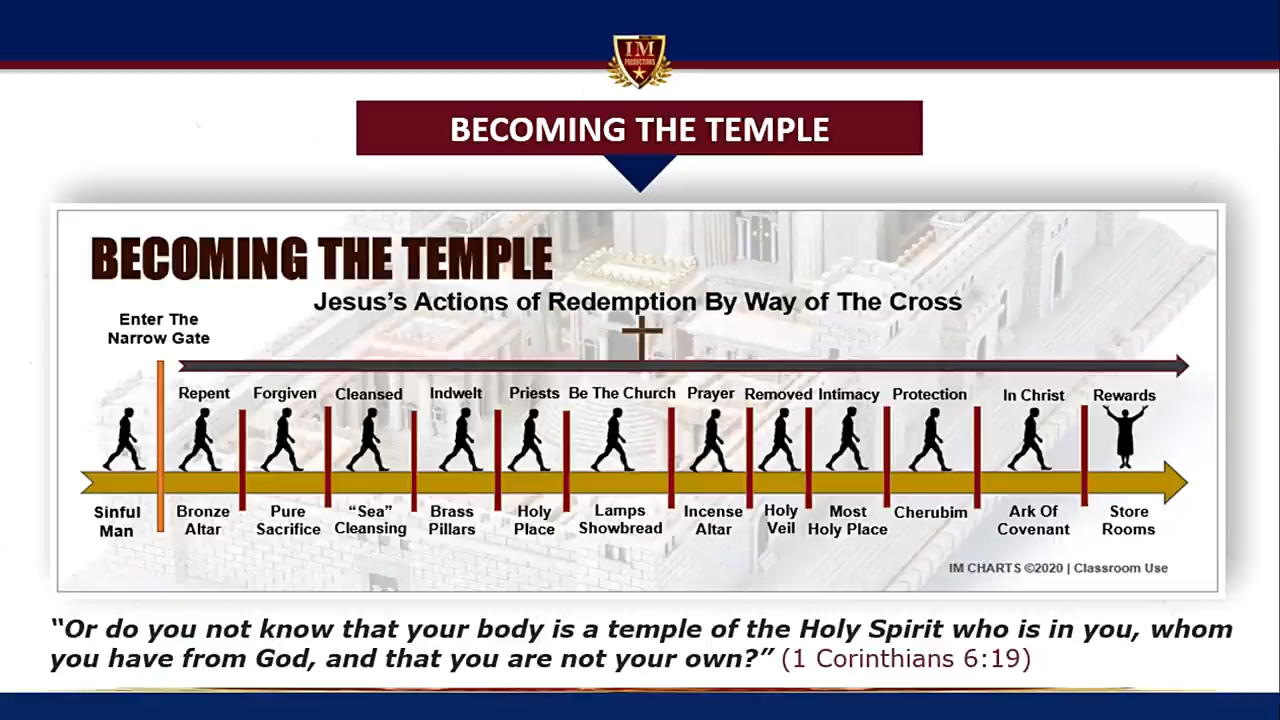 IM
PRODUCTIONS
BECOMING THE TEMPLE
BECOMING THE TEMPLE
Jesus's Actions of Redemption By Way of The Cross
Enter The
Narrow Gate
Repent Forgiven Cleansed Indwelt Priests Be The Church Prayer Removed Intimacy Protection In Christ Rewards
Sinful Bronze Pure “Sea” Brass Holy Lamps Incense Holy Most Cherubim Ark Of Store
Man Altar Sacrifice Cleansing Pillars Place Showbread Altar Veil Holy Place Covenant Rooms
IM CHARTS ©2020 | Classroom Use
“Or do you not know that your body is a temple of the Holy Spirit who is in you, whom
you have from God, and that you are not your own?” (1 Corinthians 6:19)